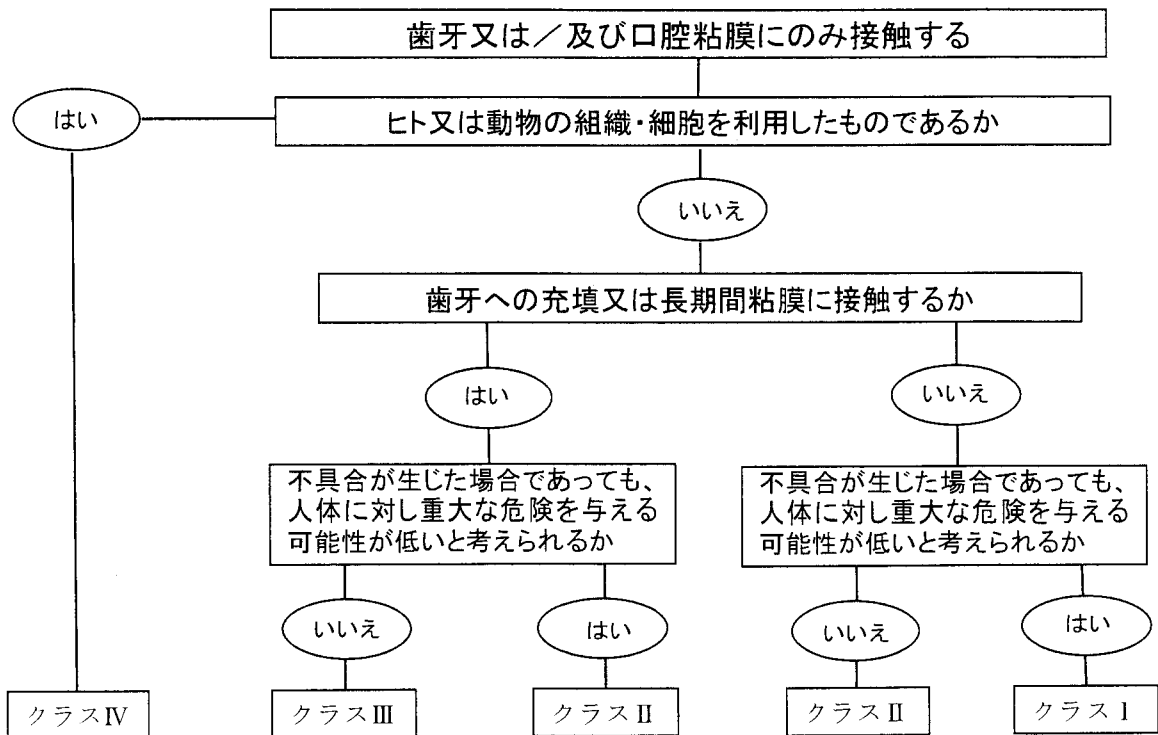 歯牙又は／及び口腔粘膜にのみ接触する
はい
ヒト又は動物の組織・細胞を利用したものであるか
いいえ
歯牙への充填又は長期間粘膜に接触するか
はい
いいえ
不具合が生じた場合であっても、
人体に対し重大な危険を与える
可能性が低いと考えられるか
不具合が生じた場合であっても、
人体に対し重大な危険を与える
可能性が低いと考えられるか
いいえ
はい
いいえ
はい
クラスⅣ
クラスⅢ
クラスⅡ
クラスⅡ
クラスⅠ